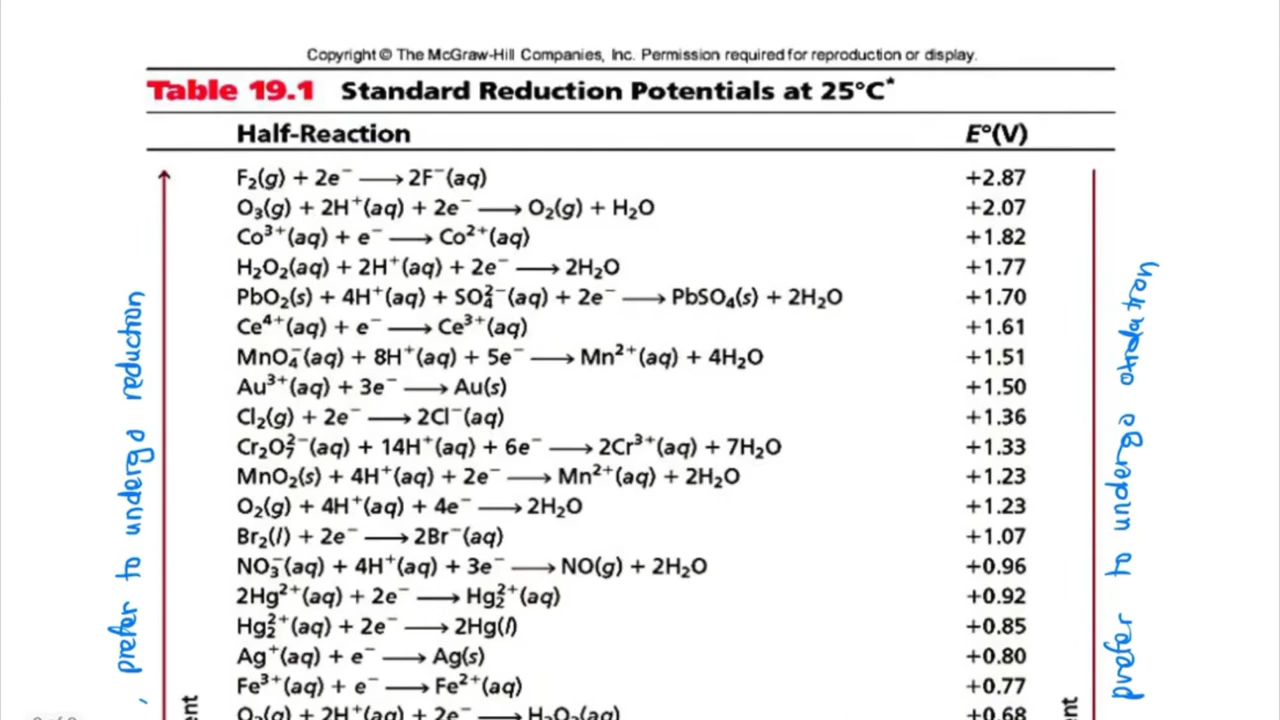 Copyright © The McGraw-Hill Companies, Inc. Permission required for reproduction or display.
Table 19.1 Standard Reduction Potentials at 25°C*
Half-Reaction E°(V)
F₂(g) + 2e⁻ ⟶ 2F⁻(aq) +2.87
O₃(g) + 2H⁺(aq) + 2e⁻ ⟶ O₂(g) + H₂O +2.07
Co³⁺(aq) + e⁻ ⟶ Co²⁺(aq) +1.82
H₂O₂(aq) + 2H⁺(aq) + 2e⁻ ⟶ 2H₂O +1.77
PbO₂(s) + 4H⁺(aq) + SO₄²⁻(aq) + 2e⁻ ⟶ PbSO₄(s) + 2H₂O +1.70
Ce⁴⁺(aq) + e⁻ ⟶ Ce³⁺(aq) +1.61
MnO₄⁻(aq) + 8H⁺(aq) + 5e⁻ ⟶ Mn²⁺(aq) + 4H₂O +1.51
Au³⁺(aq) + 3e⁻ ⟶ Au(s) +1.50
Cl₂(g) + 2e⁻ ⟶ 2Cl⁻(aq) +1.36
Cr₂O₇²⁻(aq) + 14H⁺(aq) + 6e⁻ ⟶ 2Cr³⁺(aq) + 7H₂O +1.33
MnO₂(s) + 4H⁺(aq) + 2e⁻ ⟶ Mn²⁺(aq) + 2H₂O +1.23
O₂(g) + 4H⁺(aq) + 4e⁻ ⟶ 2H₂O +1.23
Br₂(l) + 2e⁻ ⟶ 2Br⁻(aq) +1.07
NO₃⁻(aq) + 4H⁺(aq) + 3e⁻ ⟶ NO(g) + 2H₂O +0.96
2Hg²⁺(aq) + 2e⁻ ⟶ Hg₂²⁺(aq) +0.92
Hg₂²⁺(aq) + 2e⁻ ⟶ 2Hg(l) +0.85
Ag⁺(aq) + e⁻ ⟶ Ag(s) +0.80
Fe³⁺(aq) + e⁻ ⟶ Fe²⁺(aq) +0.77
O₂(g) + 2H⁺(aq) + 2e⁻ ⟶ H₂O₂(aq) +0.68
, prefer to undergo reduction
prefer to undergo oxidation